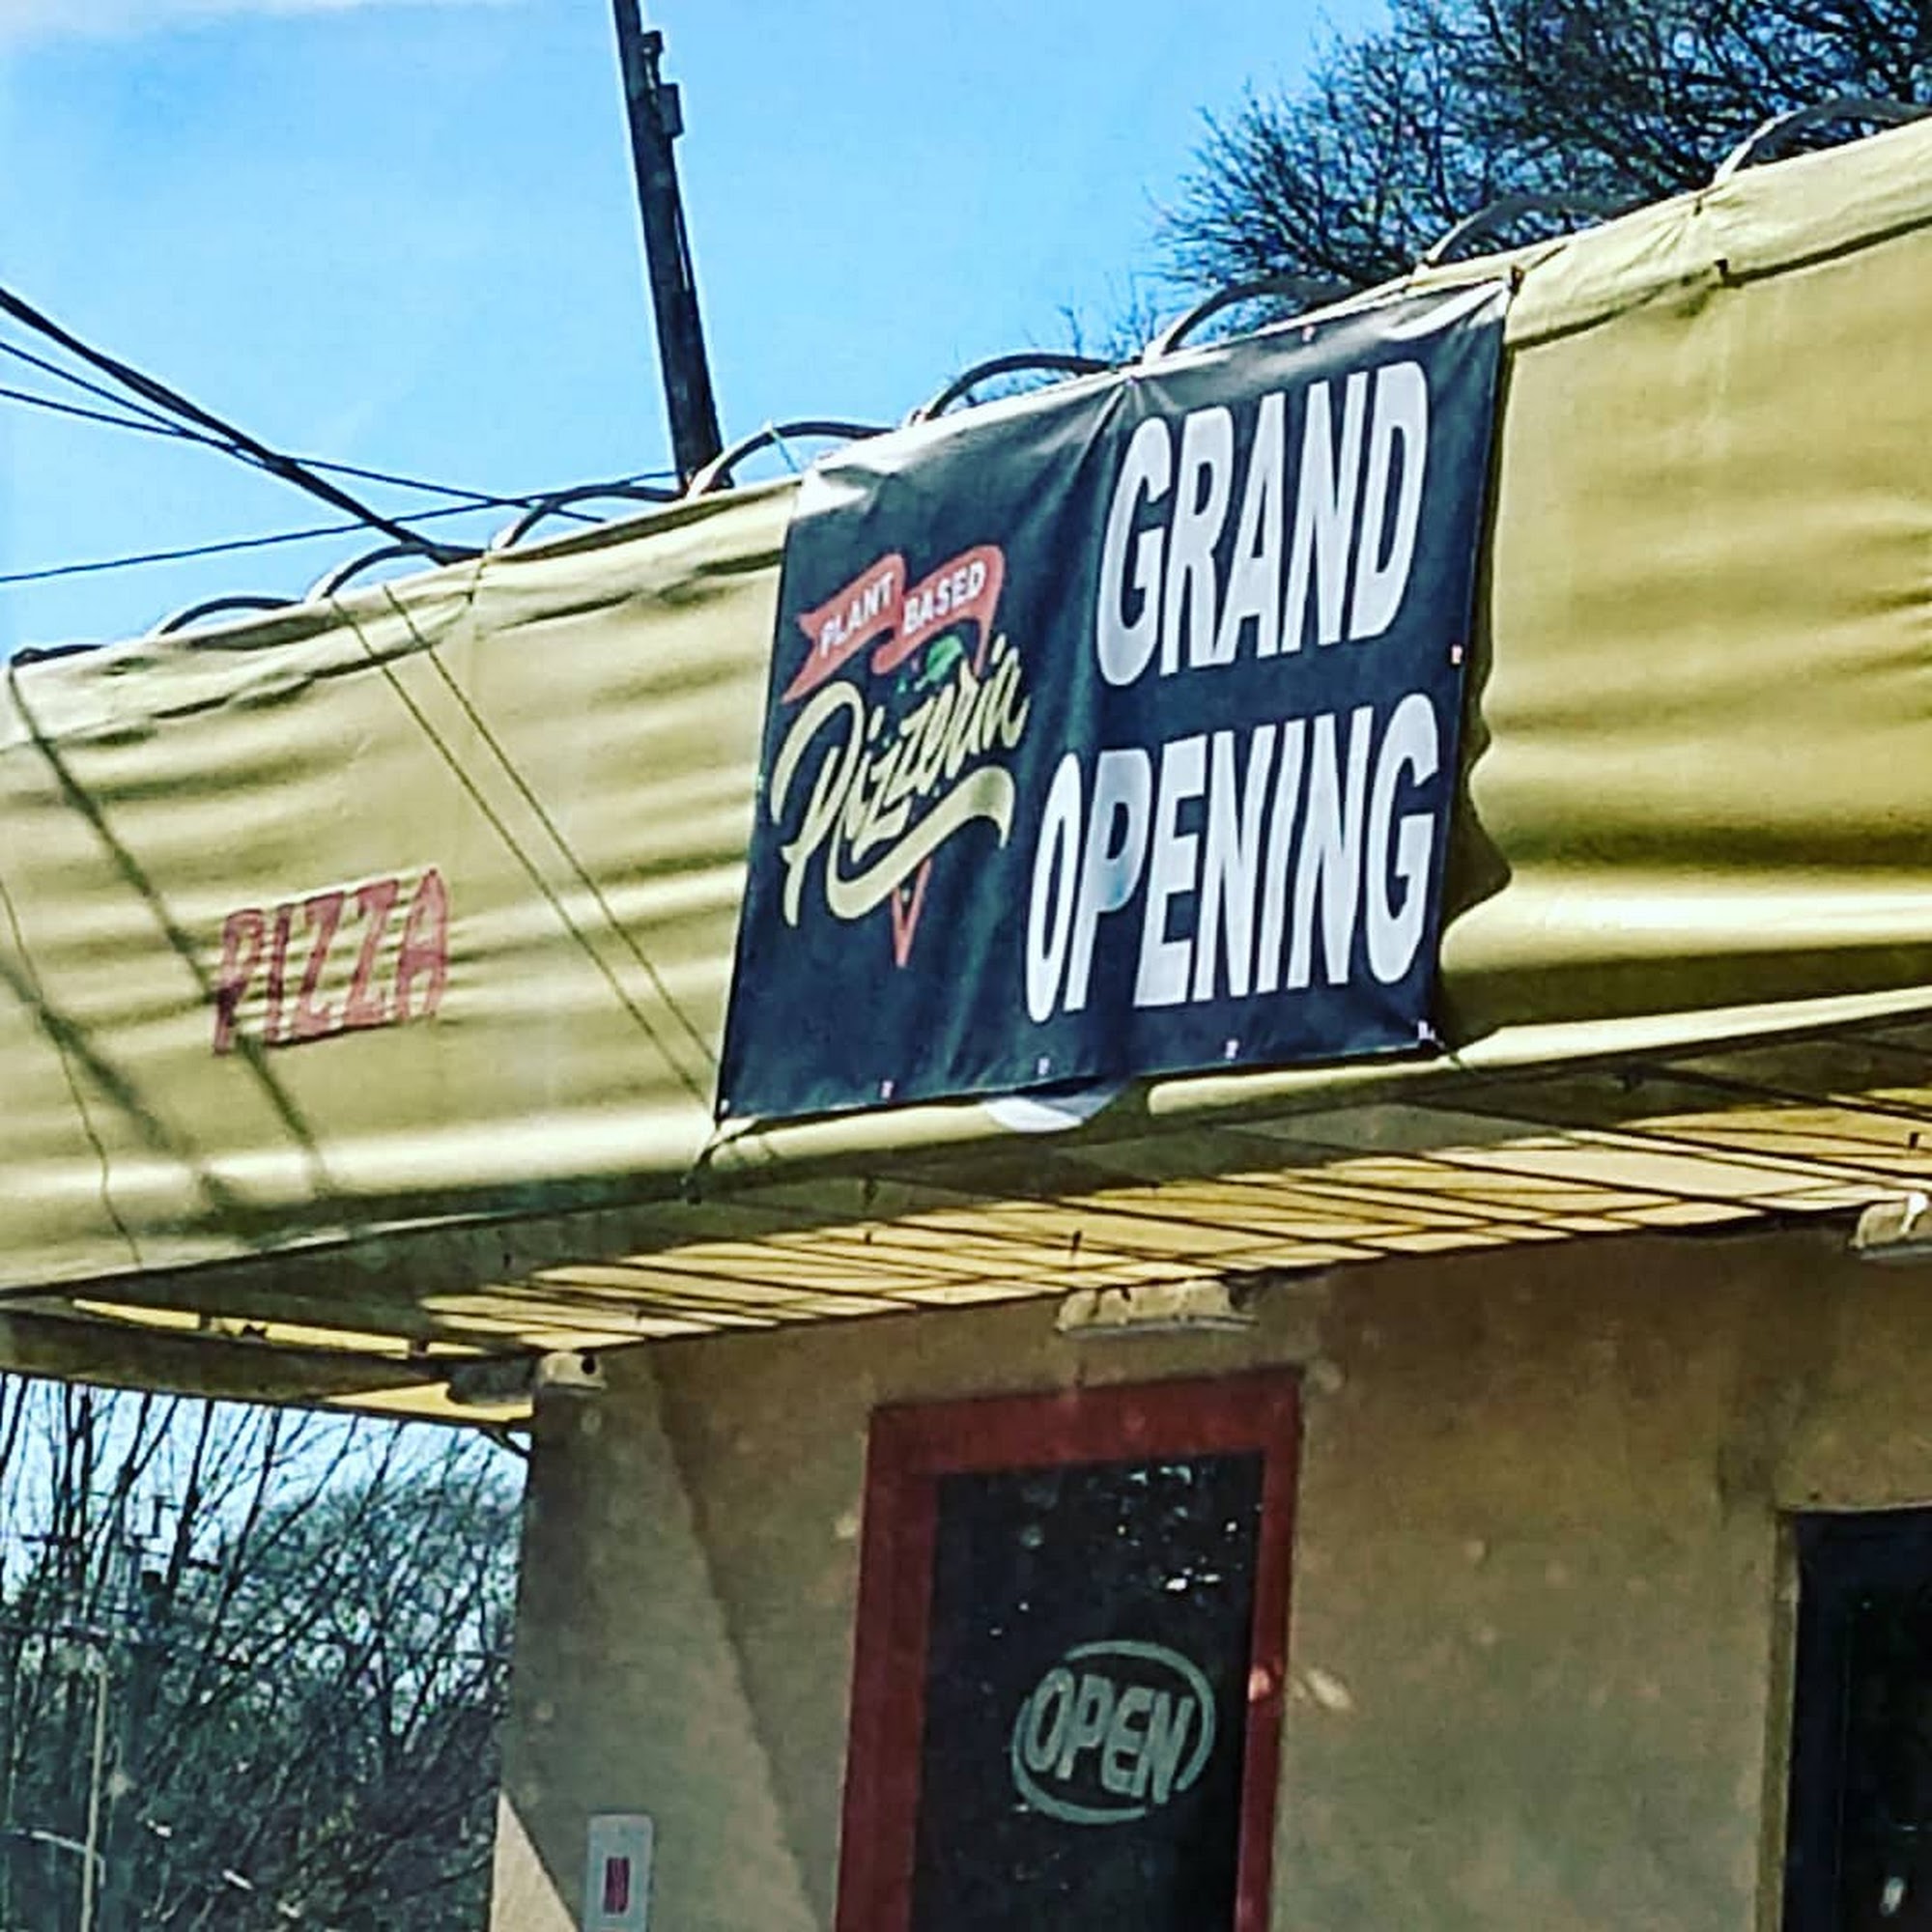 PLANT BASED
Pizzeria
GRAND
OPENING
PIZZA
OPEN